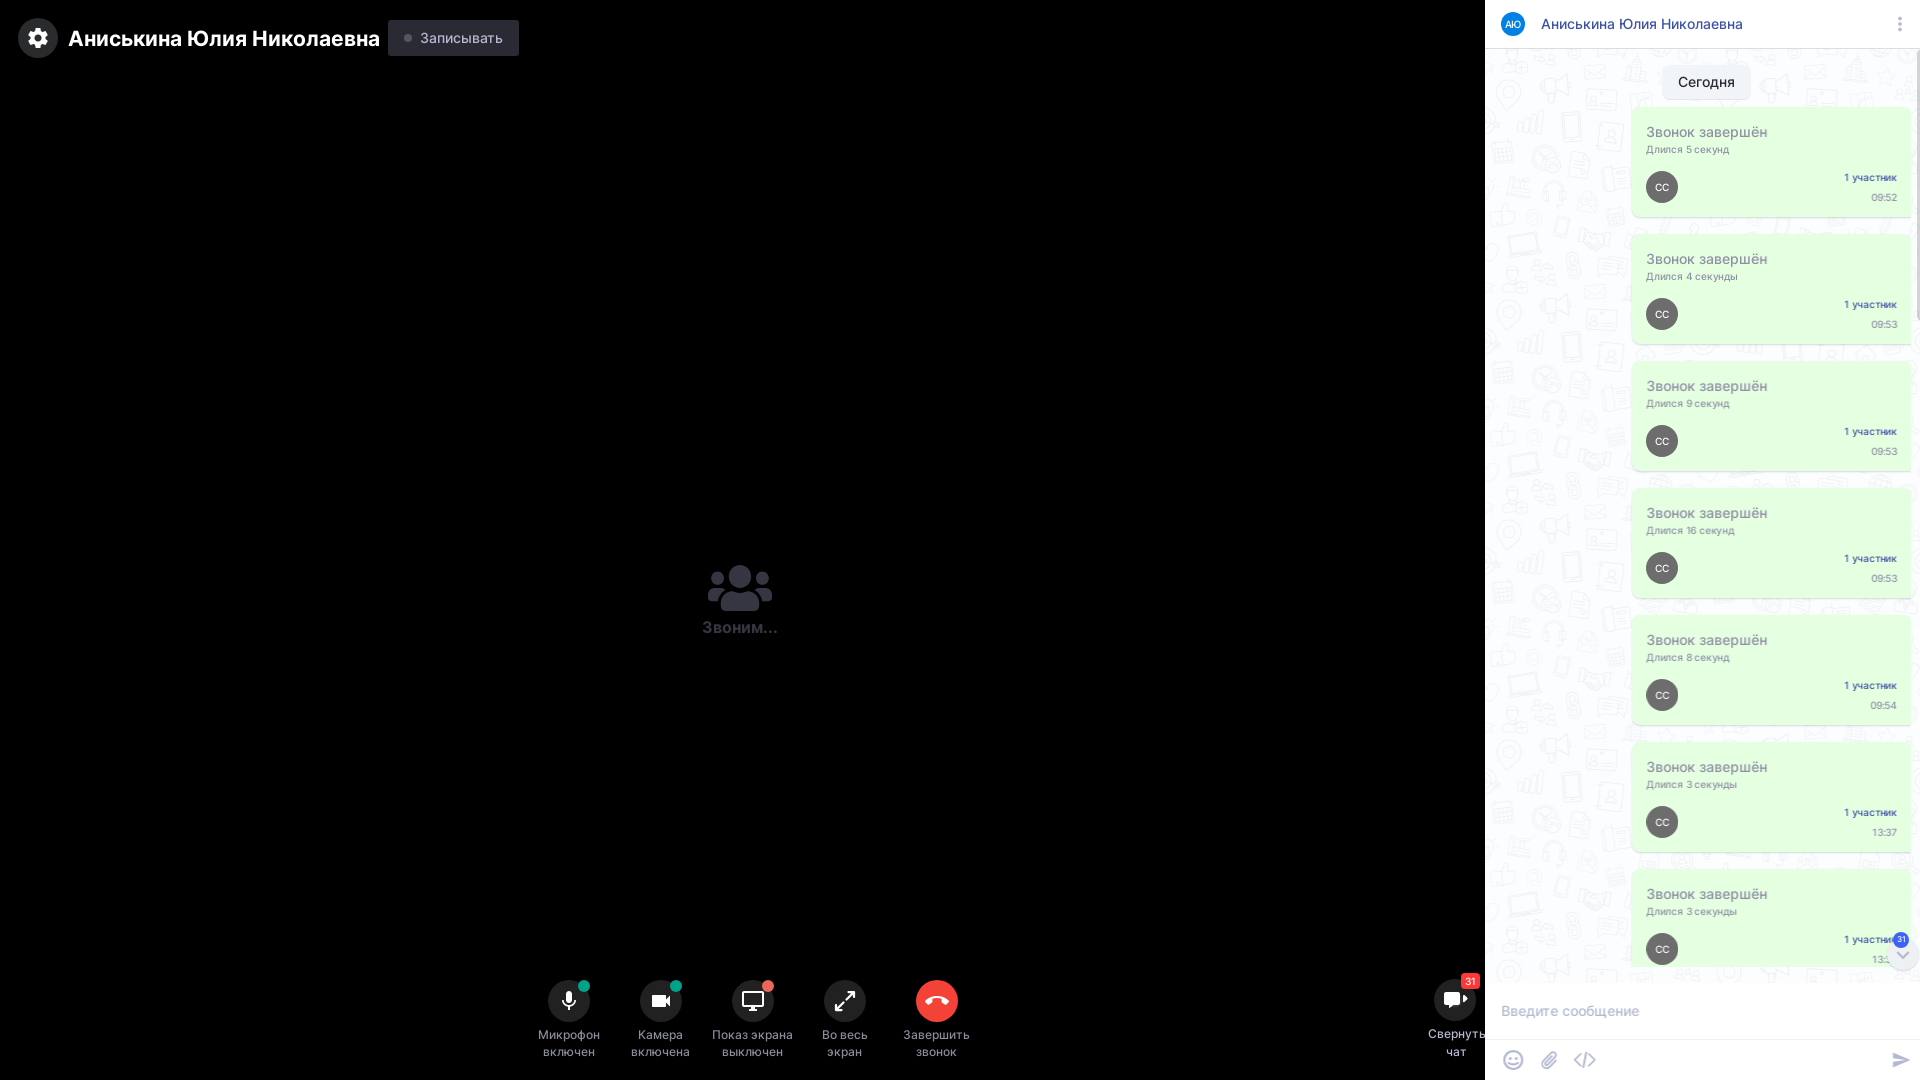 Аниськина Юлия Николаевна
Записывать
Звоним...
Микрофон
включен
Камера
включена
Показ экрана
выключен
Во весь
экран
Завершить
звонок
31
Свернуть
чат
АЮ
Аниськина Юлия Николаевна
Сегодня
Звонок завершён
Длился 5 секунд
СС
1 участник
09:52
Звонок завершён
Длился 4 секунды
СС
1 участник
09:53
Звонок завершён
Длился 9 секунд
СС
1 участник
09:53
Звонок завершён
Длился 16 секунд
СС
1 участник
09:53
Звонок завершён
Длился 8 секунд
СС
1 участник
09:54
Звонок завершён
Длился 3 секунды
СС
1 участник
13:37
Звонок завершён
Длился 3 секунды
СС
1 участник
31
Введите сообщение